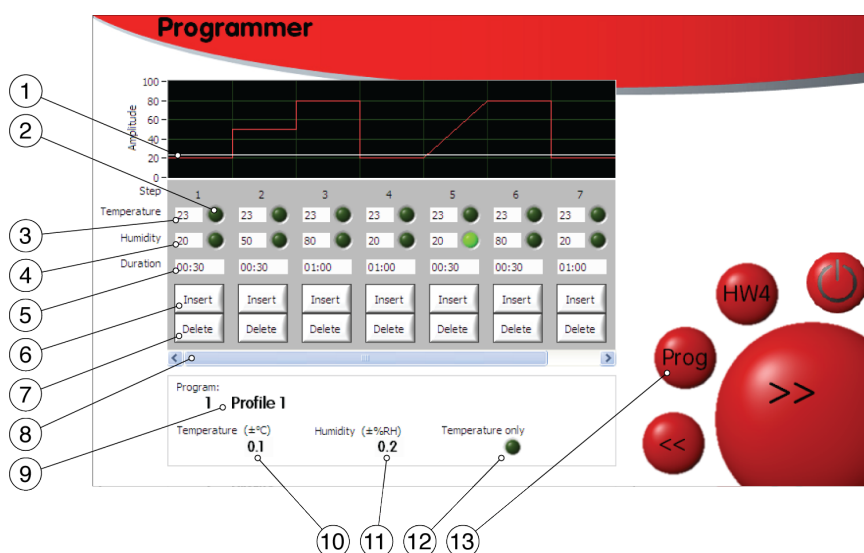 Programmer
1
2
3
4
5
6
7
8
9
10
11
12
13
Amplitude
100
80
60
40
20
0
Step 1 2 3 4 5 6 7
Temperature 23 23 23 23 23 23 23
Humidity 20 50 80 20 20 80 20
Duration 00:30 00:30 01:00 01:00 00:30 00:30 01:00
Insert Insert Insert Insert Insert Insert Insert
Delete Delete Delete Delete Delete Delete Delete
Program:
1 Profile 1
Temperature (±°C) Humidity (±%RH) Temperature only
0.1 0.2
HW4
Prog
>>
<<